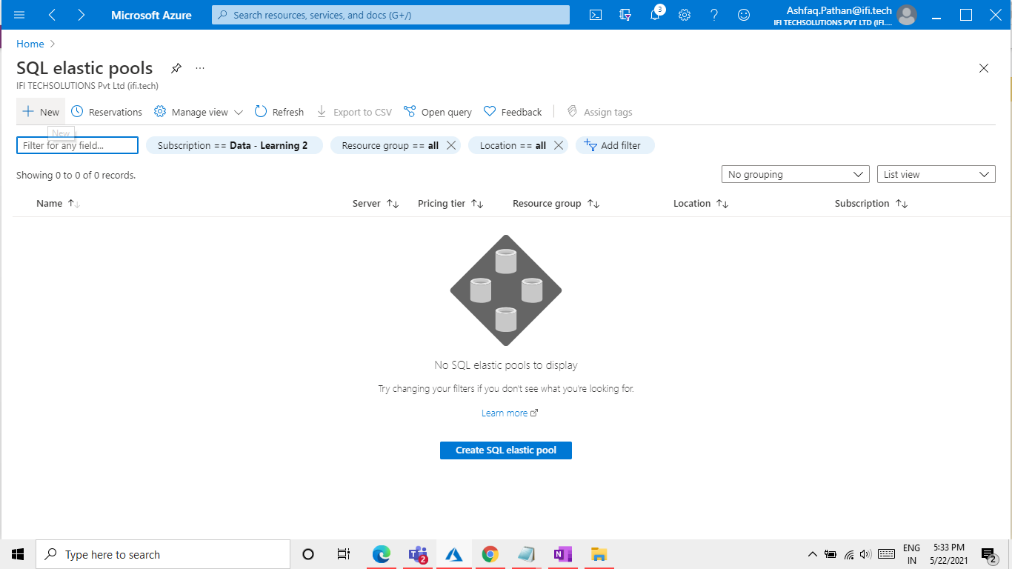 Microsoft Azure
Search resources, services, and docs (G+/)
3
Ashfaq.Pathan@ifi.tech
IFI TECHSOLUTIONS PVT LTD (IFI....
Home
SQL elastic pools
IFI TECHSOLUTIONS Pvt Ltd (ifi.tech)
New
Reservations
Manage view
Refresh
Export to CSV
Open query
Feedback
Assign tags
New
Filter for any field...
Subscription == Data - Learning 2
Resource group == all
Location == all
Add filter
Showing 0 to 0 of 0 records.
No grouping
List view
Name
Server
Pricing tier
Resource group
Location
Subscription
No SQL elastic pools to display
Try changing your filters if you don't see what you're looking for.
Learn more
Create SQL elastic pool
Type here to search
2
ENG
IN
5:33 PM
5/22/2021
2